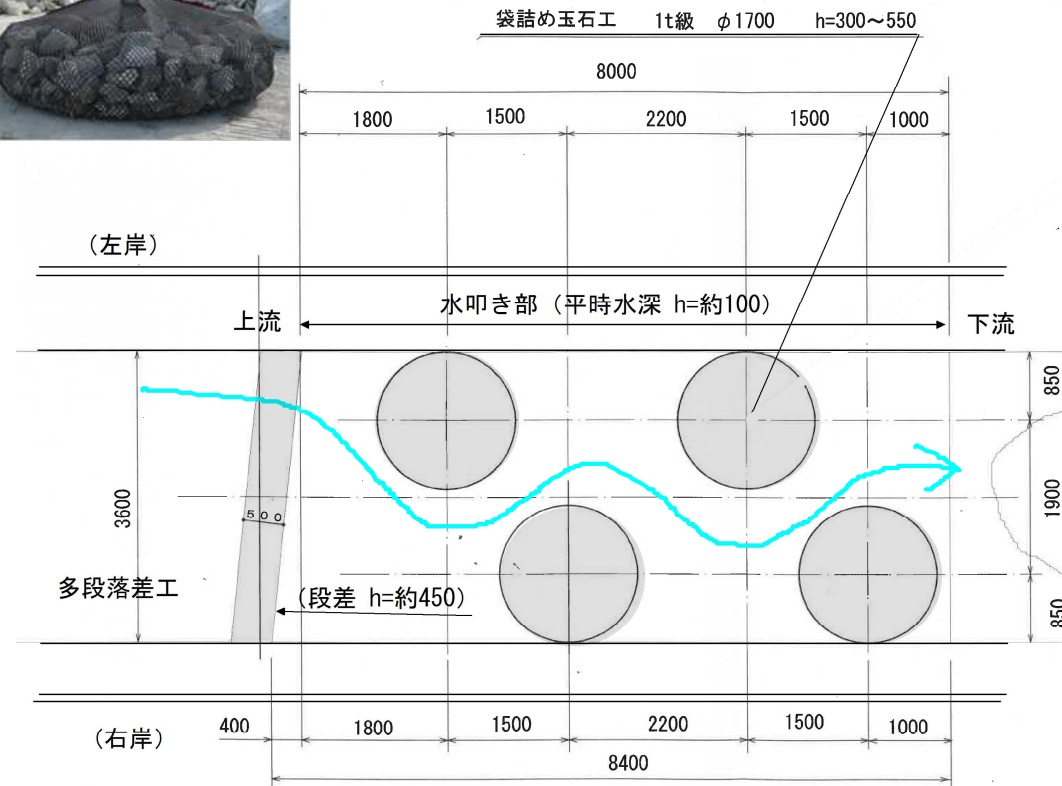 袋詰め玉石工 1t級 φ1700 h=300～550
8000
1800 1500 2200 1500 1000
（左岸）
水叩き部（平時水深 h=約100）
上流
下流
850
3600
1900
500
多段落差工
（段差 h=約450）
850
400 1800 1500 2200 1500 1000
（右岸）
8400